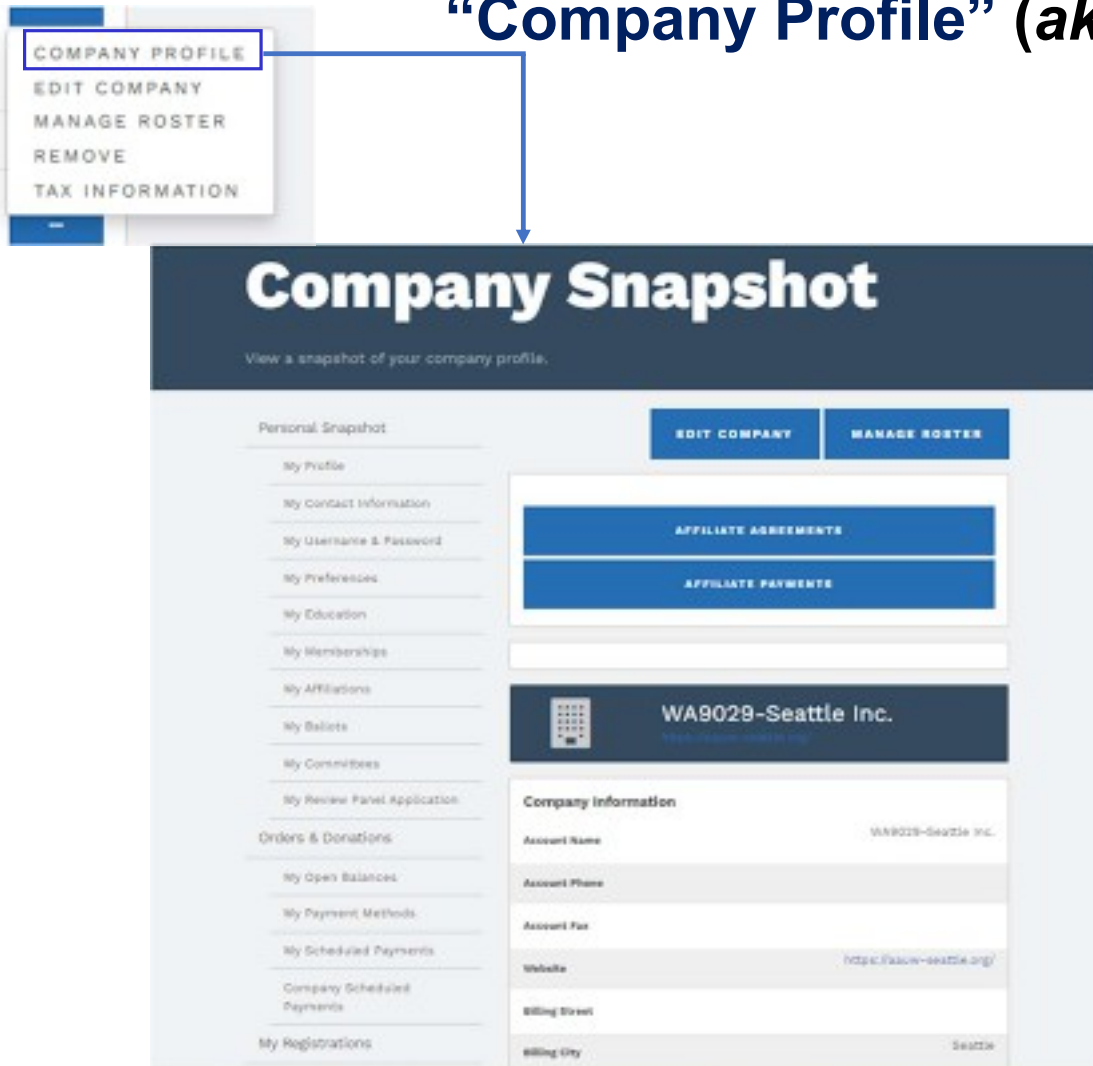 “Company Profile” (ak
COMPANY PROFILE
EDIT COMPANY
MANAGE ROSTER
REMOVE
TAX INFORMATION
Company Snapshot
View a snapshot of your company profile.
Personal Snapshot
My Profile
My Contact Information
My Username & Password
My Preferences
My Education
My Memberships
My Affiliations
My Ballots
My Committees
My Review Panel Application
Orders & Donations
My Open Balances
My Payment Methods
My Scheduled Payments
Company Scheduled
Payments
My Registrations
EDIT COMPANY
MANAGE ROSTER
AFFILIATE AGREEMENTS
AFFILIATE PAYMENTS
WA9029-Seattle Inc.
https://aauw-seattle.org/
Company Information
Account Name
WA9029-Seattle Inc.
Account Phone
Account Fax
Website
https://aauw-seattle.org/
Billing Street
Billing City
Seattle